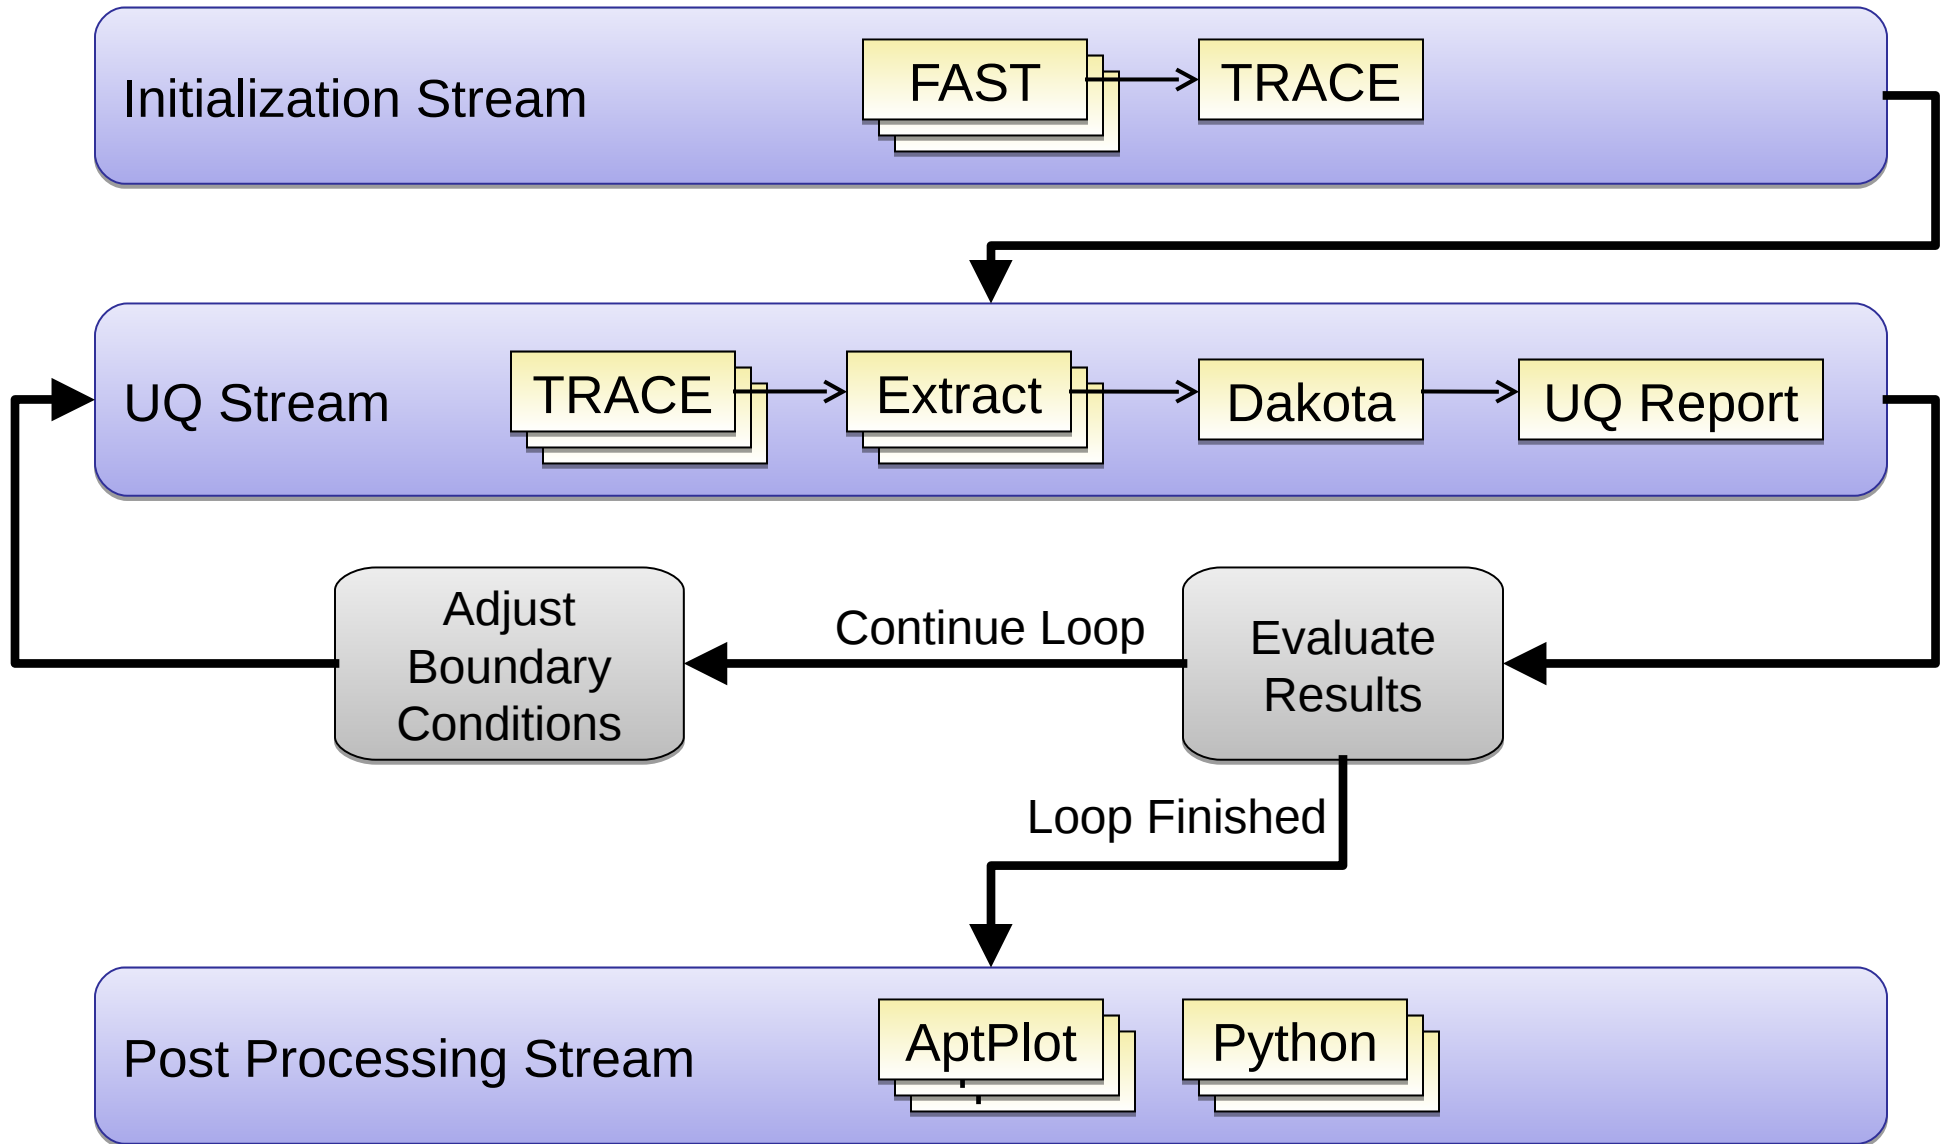 Initialization Stream
FAST
TRACE
UQ Stream
TRACE
Extract
Dakota
UQ Report
Adjust
Boundary
Conditions
Continue Loop
Evaluate
Results
Loop Finished
Post Processing Stream
AptPlot
Python